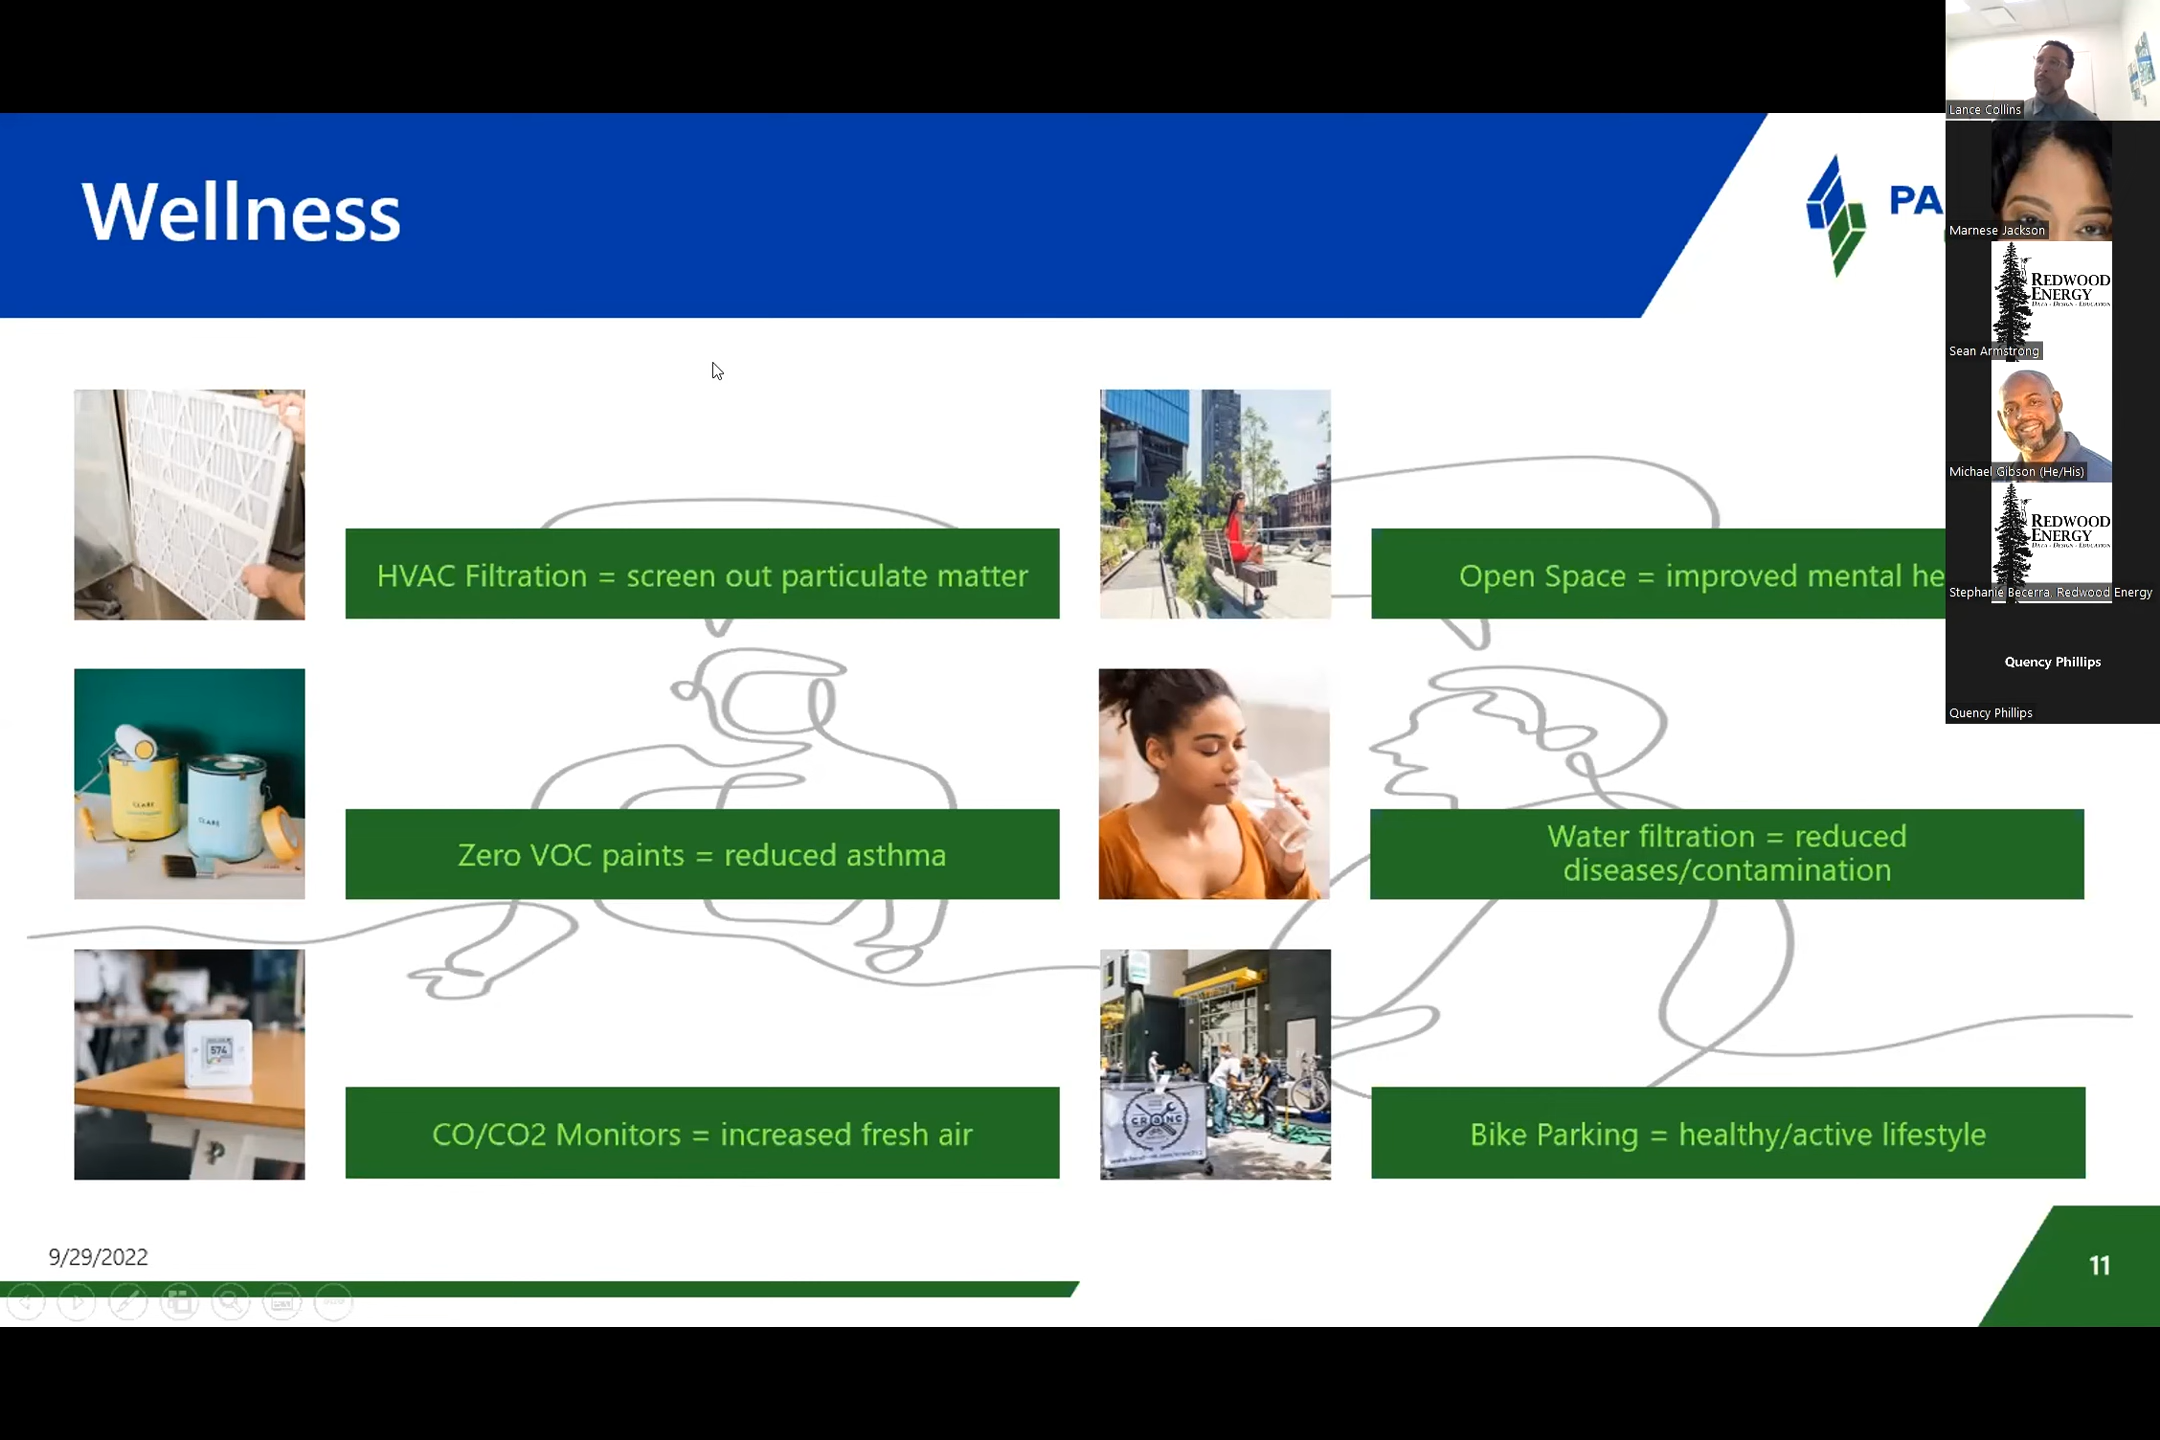 Wellness
PA
HVAC Filtration = screen out particulate matter
Open Space = improved mental he
Zero VOC paints = reduced asthma
Water filtration = reduced
diseases/contamination
CLARE
CLARE
CO/CO2 Monitors = increased fresh air
574
Bike Parking = healthy/active lifestyle
CRANC
9/29/2022
11
Lance Collins
Marnese Jackson
REDWOOD
ENERGY
Sean Armstrong
Michael Gibson (He/His)
REDWOOD
ENERGY
Stephanie Becerra, Redwood Energy
Quency Phillips
Quency Phillips